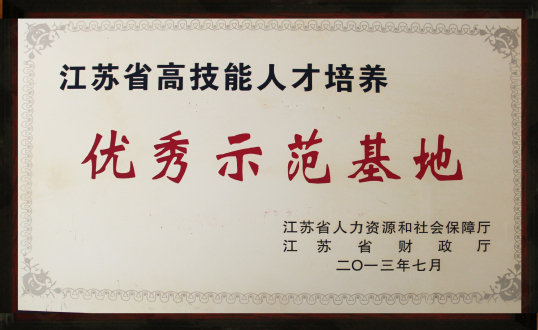 江苏省高技能人才培养
优秀示范基地
江苏省人力资源和社会保障厅
江苏省财政厅
二〇一三年七月